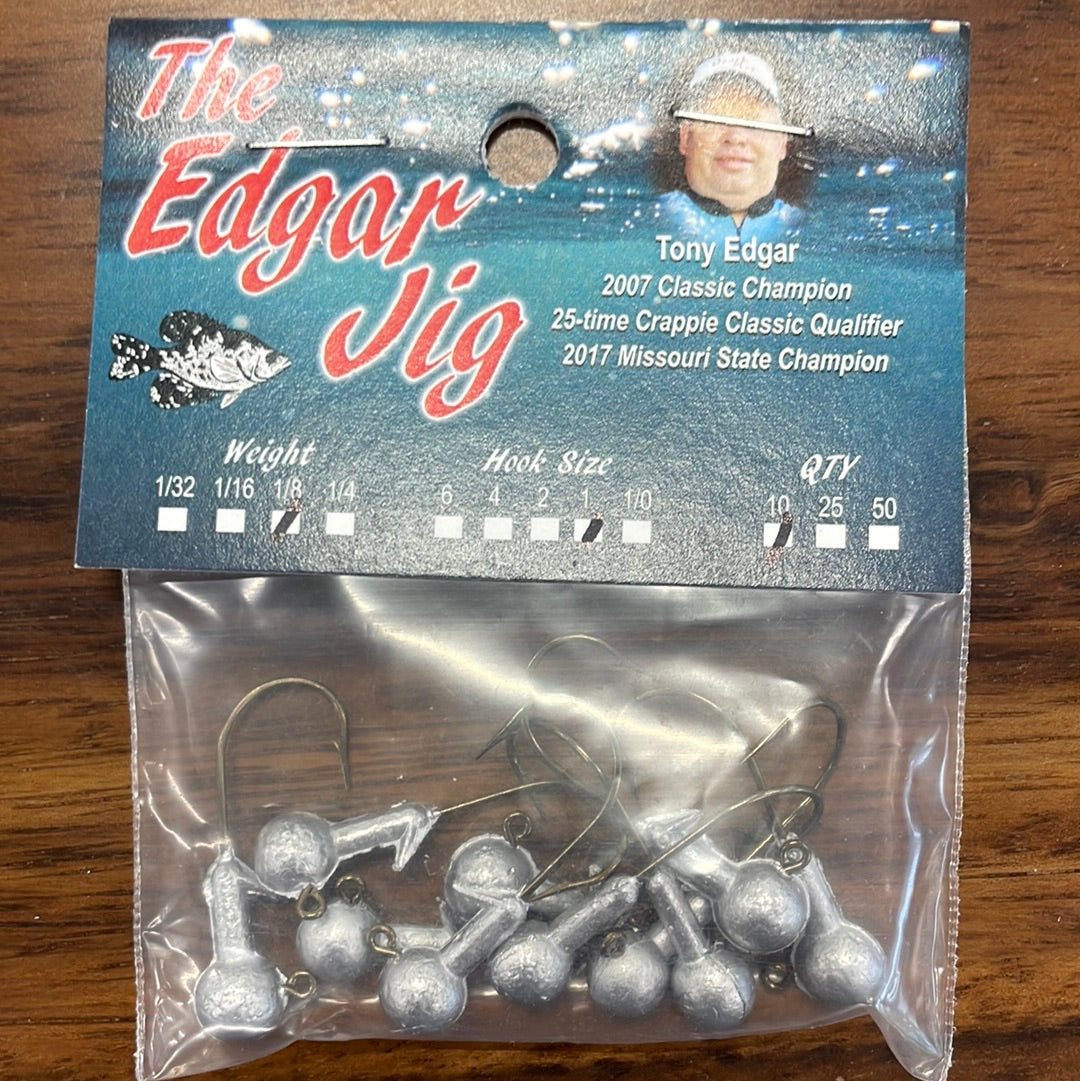 The
Edgar
Jig
Tony Edgar
2007 Classic Champion
25-time Crappie Classic Qualifier
2017 Missouri State Champion
Weight
1/32 1/16 1/8 1/4
Hook Size
6 4 2 1 1/0
QTY
10 25 50